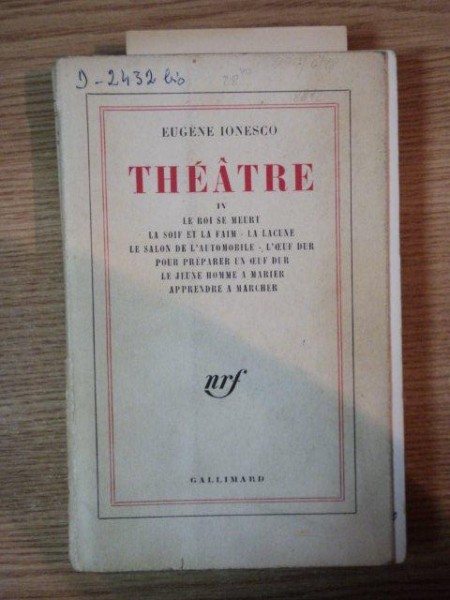 D-2432 bis
EUGÈNE IONESCO
THÉÂTRE
IV
LE ROI SE MEURT
LA SOIF ET LA FAIM - LA LACUNE
LE SALON DE L'AUTOMOBILE - L'ŒUF DUR
POUR PRÉPARER UN ŒUF DUR
LE JEUNE HOMME A MARIER
APPRENDRE A MARCHER
nrf
GALLIMARD